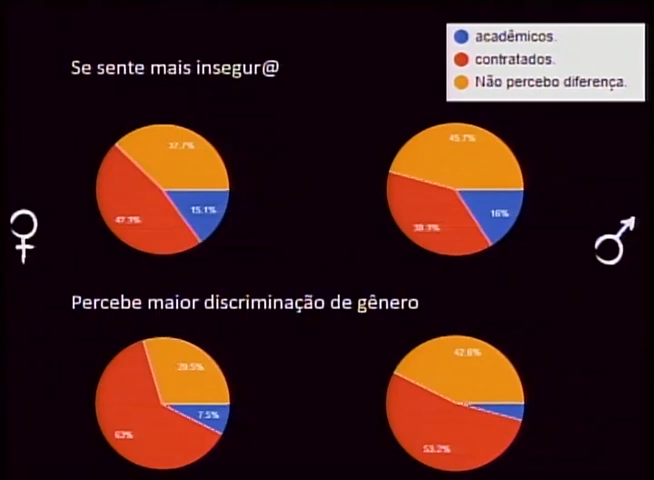 acadêmicos.
contratados.
Não percebo diferença.
Se sente mais insegur@
37.7%
15.1%
47.3%
45.7%
16%
38.3%
Percebe maior discriminação de gênero
29.5%
7.5%
63%
42.6%
53.2%